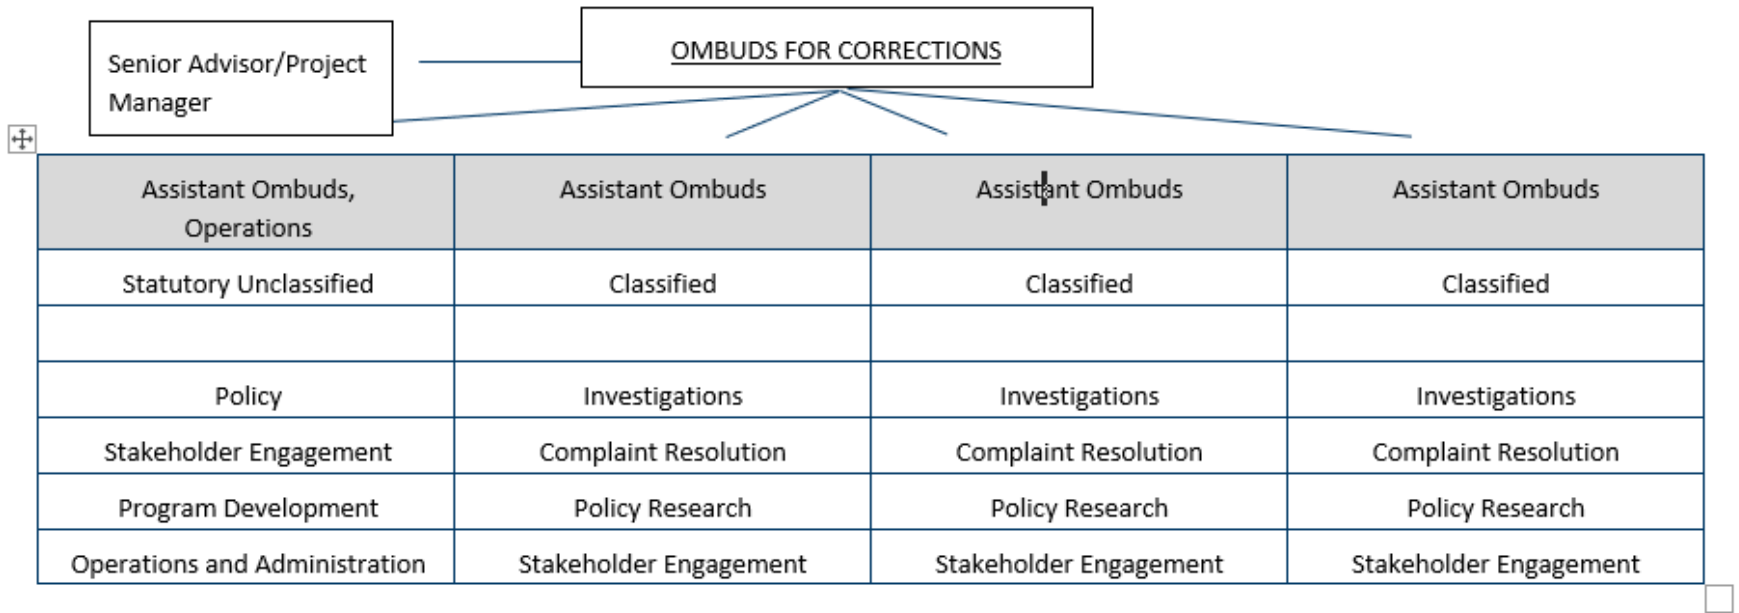 Senior Advisor/Project
Manager
OMBUDS FOR CORRECTIONS
Assistant Ombuds,
Operations
Assistant Ombuds
Assistant Ombuds
Assistant Ombuds
Statutory Unclassified
Classified
Classified
Classified
Policy
Investigations
Investigations
Investigations
Stakeholder Engagement
Complaint Resolution
Complaint Resolution
Complaint Resolution
Program Development
Policy Research
Policy Research
Policy Research
Operations and Administration
Stakeholder Engagement
Stakeholder Engagement
Stakeholder Engagement